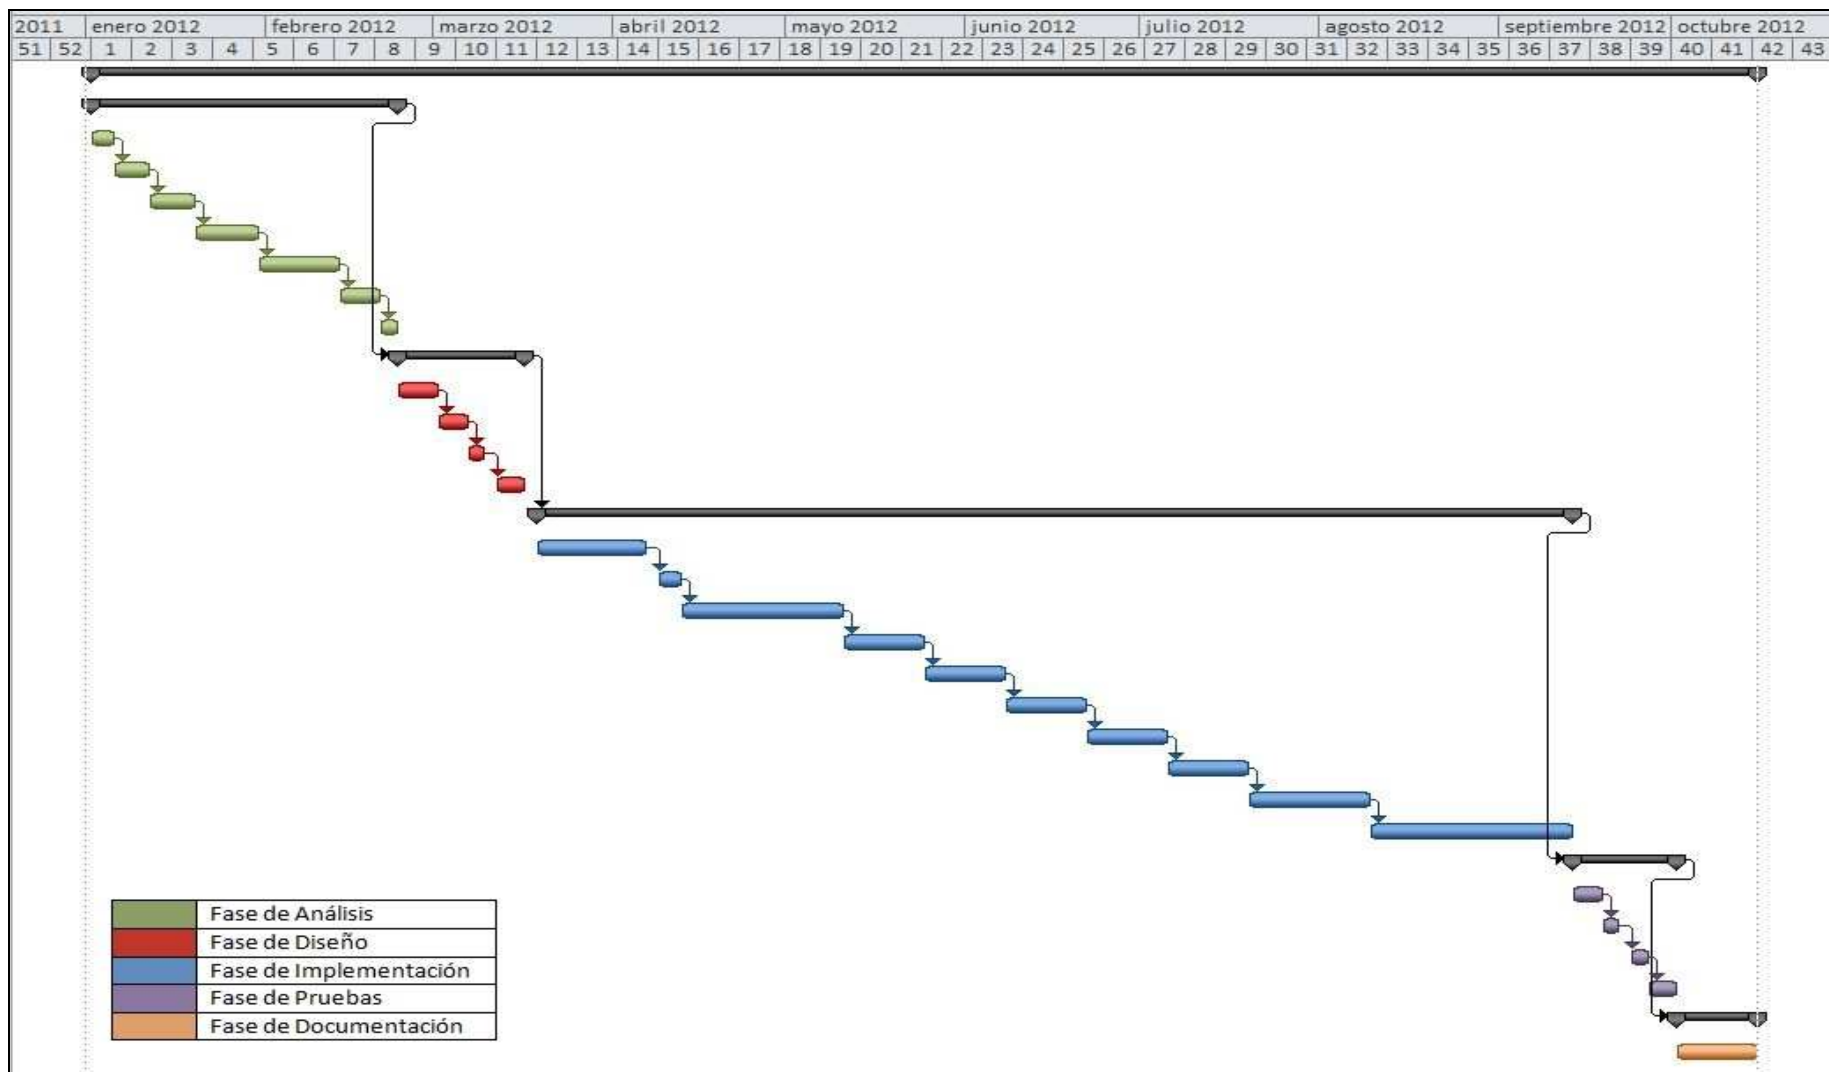 2011 enero 2012 febrero 2012 marzo 2012 abril 2012 mayo 2012 junio 2012 julio 2012 agosto 2012 septiembre 2012 octubre 2012
51 52 1 2 3 4 5 6 7 8 9 10 11 12 13 14 15 16 17 18 19 20 21 22 23 24 25 26 27 28 29 30 31 32 33 34 35 36 37 38 39 40 41 42 43
Fase de Análisis
Fase de Diseño
Fase de Implementación
Fase de Pruebas
Fase de Documentación